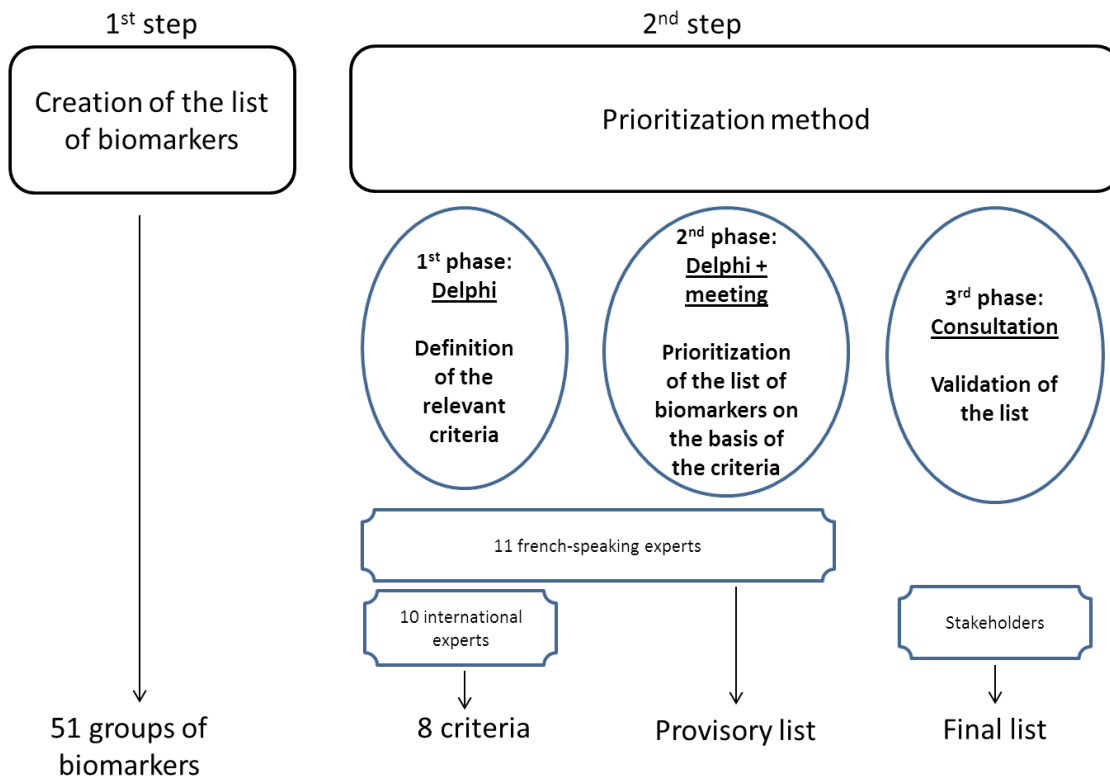 1st step
Creation of the list
of biomarkers
51 groups of
biomarkers
2nd step
Prioritization method
1st phase:
Delphi
Definition
of the
relevant
criteria
2nd phase:
Delphi +
meeting
Prioritization
of the list of
biomarkers on
the basis of
the criteria
3rd phase:
Consultation
Validation of
the list
11 french-speaking experts
10 international
experts
Stakeholders
8 criteria
Provisory list
Final list